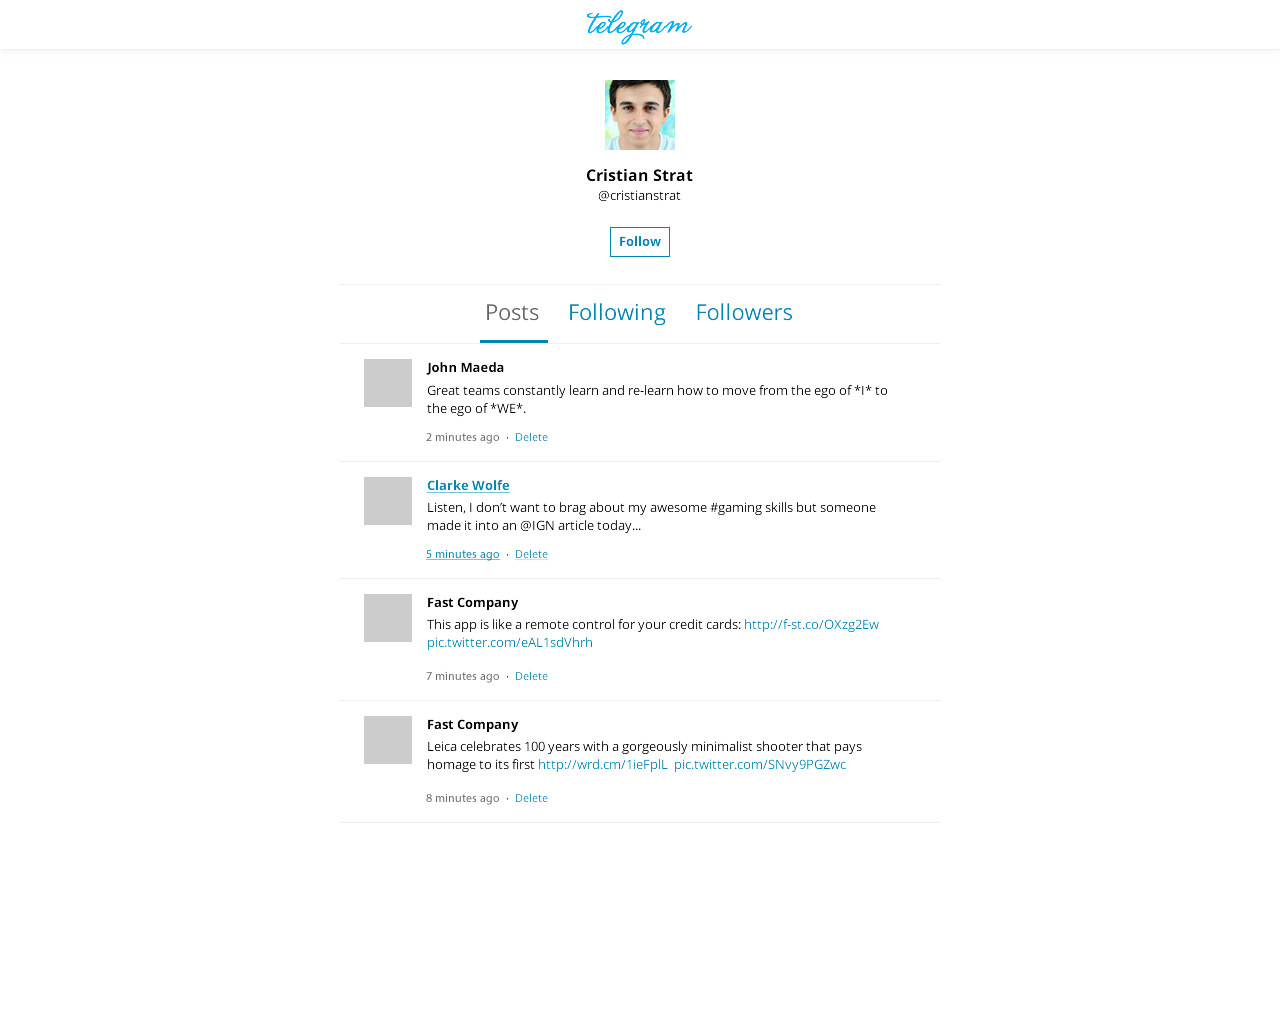 telegram
Cristian Strat
@cristianstrat
Follow
Posts Following Followers
John Maeda
Great teams constantly learn and re-learn how to move from the ego of *I* to
the ego of *WE*.
2 minutes ago · Delete
Clarke Wolfe
Listen, I don’t want to brag about my awesome #gaming skills but someone
made it into an @IGN article today...
5 minutes ago · Delete
Fast Company
This app is like a remote control for your credit cards: http://f-st.co/OXzg2Ew
pic.twitter.com/eAL1sdVhrh
7 minutes ago · Delete
Fast Company
Leica celebrates 100 years with a gorgeously minimalist shooter that pays
homage to its first http://wrd.cm/1ieFplL pic.twitter.com/SNvy9PGZwc
8 minutes ago · Delete